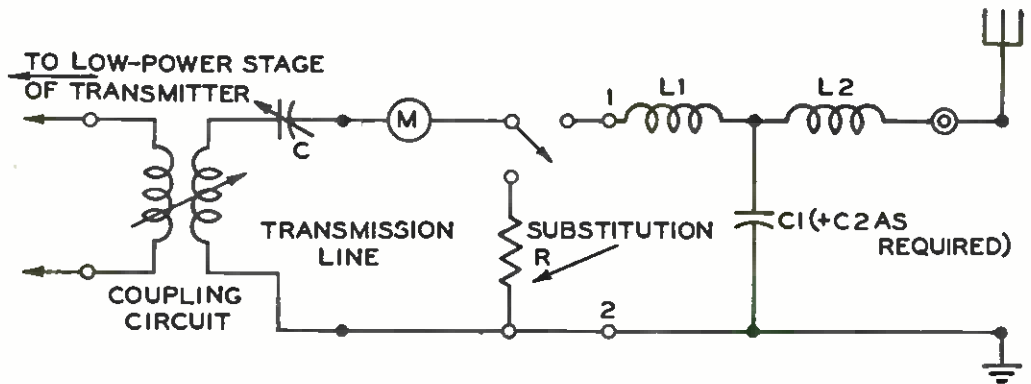 TO LOW-POWER STAGE
OF TRANSMITTER
C
M
1
L1
L2
TRANSMISSION
LINE
SUBSTITUTION
R
C1 (+C2 AS
REQUIRED)
COUPLING
CIRCUIT
2